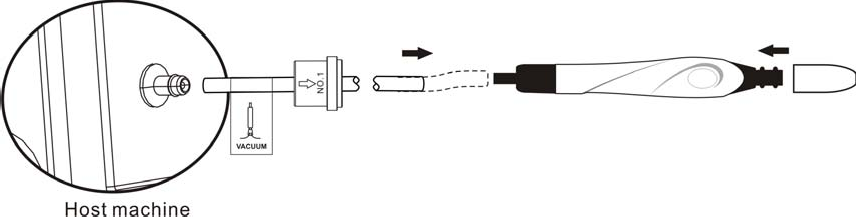 NO.1
VACUUM
Host machine